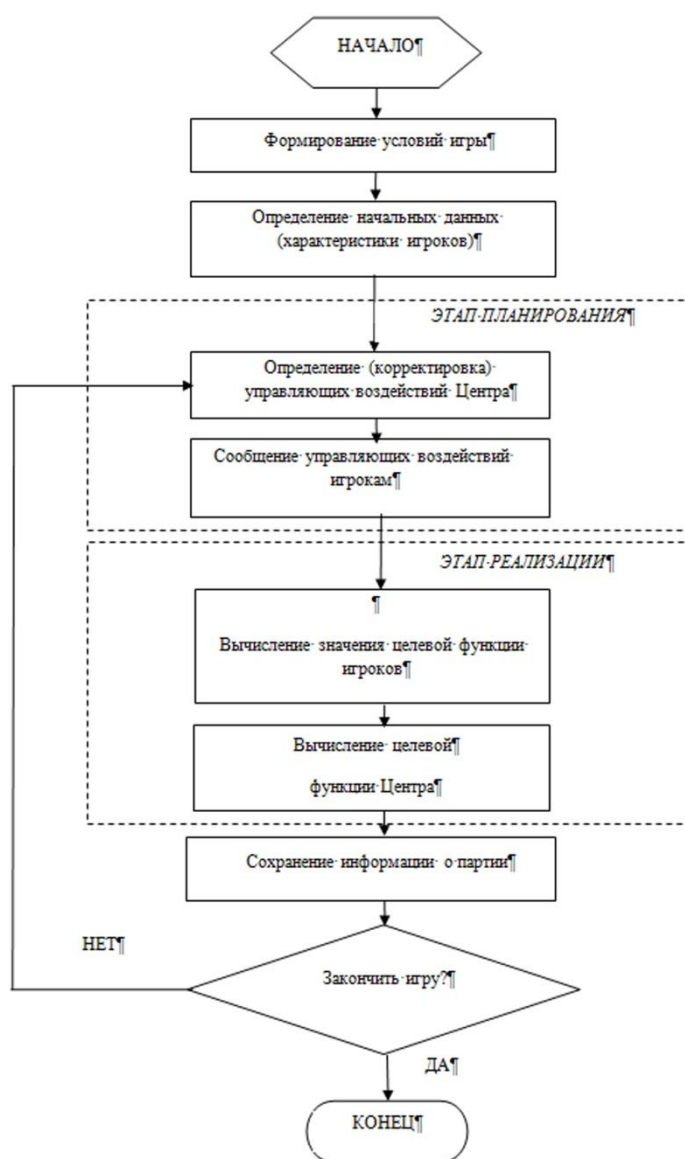 НАЧАЛО¶
Формирование·условий·игры¶
Определение·начальных·данных·
(характеристики·игроков)¶
ЭТАП·ПЛАНИРОВАНИЯ¶
Определение·(корректировка)·
управляющих·воздействий·Центра¶
Сообщение·управляющих·воздействий·
игрокам¶
ЭТАП·РЕАЛИЗАЦИИ¶
¶
Вычисление·значения·целевой·функции·
игроков¶
Вычисление·целевой¶
функции·Центра¶
Сохранение·информации·о·партии¶
НЕТ¶
Закончить·игру?¶
ДА¶
КОНЕЦ¶